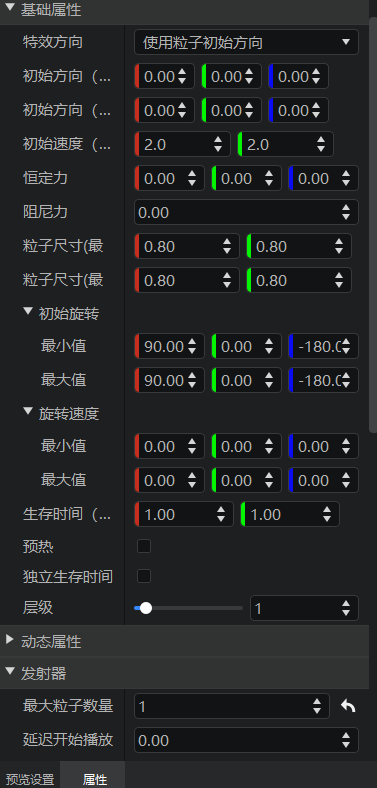 基础属性
特效方向 使用粒子初始方向
初始方向（... 0.00 0.00 0.00
初始方向（... 0.00 0.00 0.00
初始速度（... 2.0 2.0
恒定力 0.00 0.00 0.00
阻尼力 0.00
粒子尺寸(最 0.80 0.80
粒子尺寸(最 0.80 0.80
初始旋转
最小值 90.00 0.00 -180.0
最大值 90.00 0.00 -180.0
旋转速度
最小值 0.00 0.00 0.00
最大值 0.00 0.00 0.00
生存时间（... 1.00 1.00
预热
独立生存时间
层级 1
动态属性
发射器
最大粒子数量 1
延迟开始播放 0.00
预览设置 属性